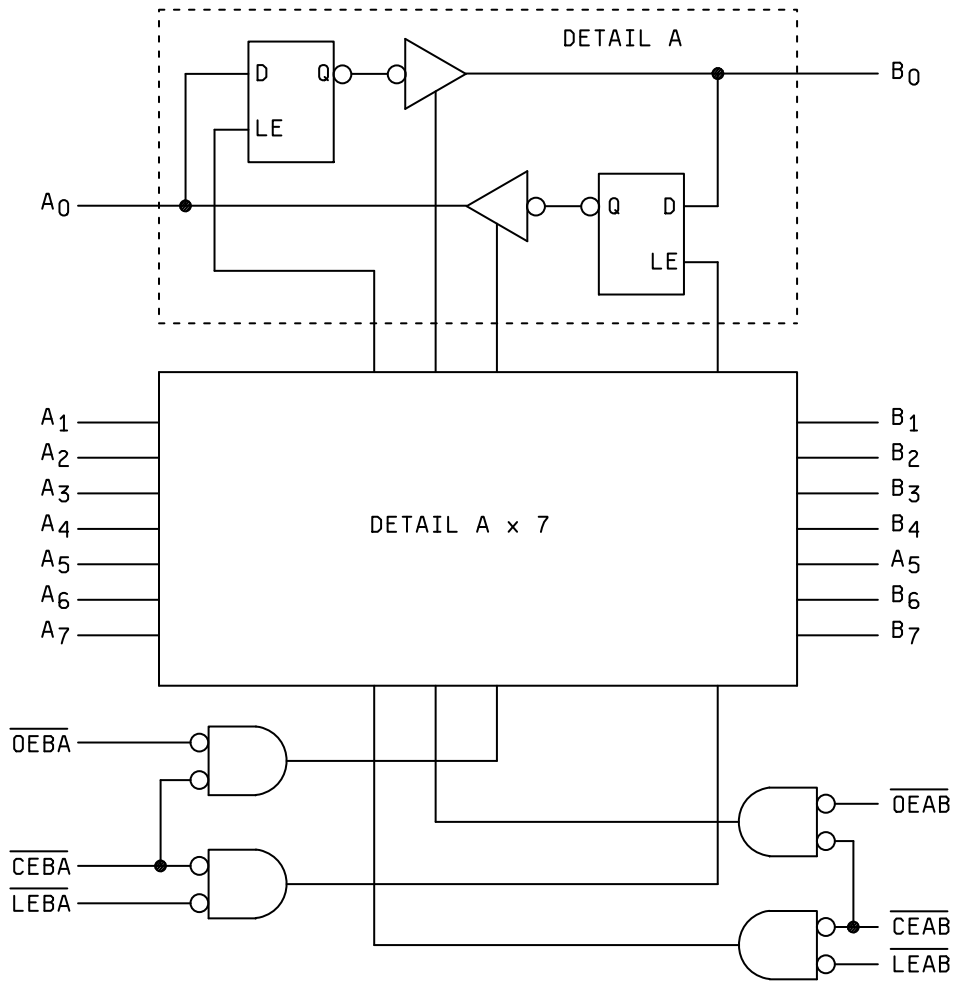 DETAIL A
D Q
B0
LE
A0
Q D
LE
A1 B1
A2 B2
A3 B3
A4 B4
DETAIL A x 7
A5 A5
A6 B6
A7 B7
OEBA
OEAB
CEBA
LEBA
CEAB
LEAB